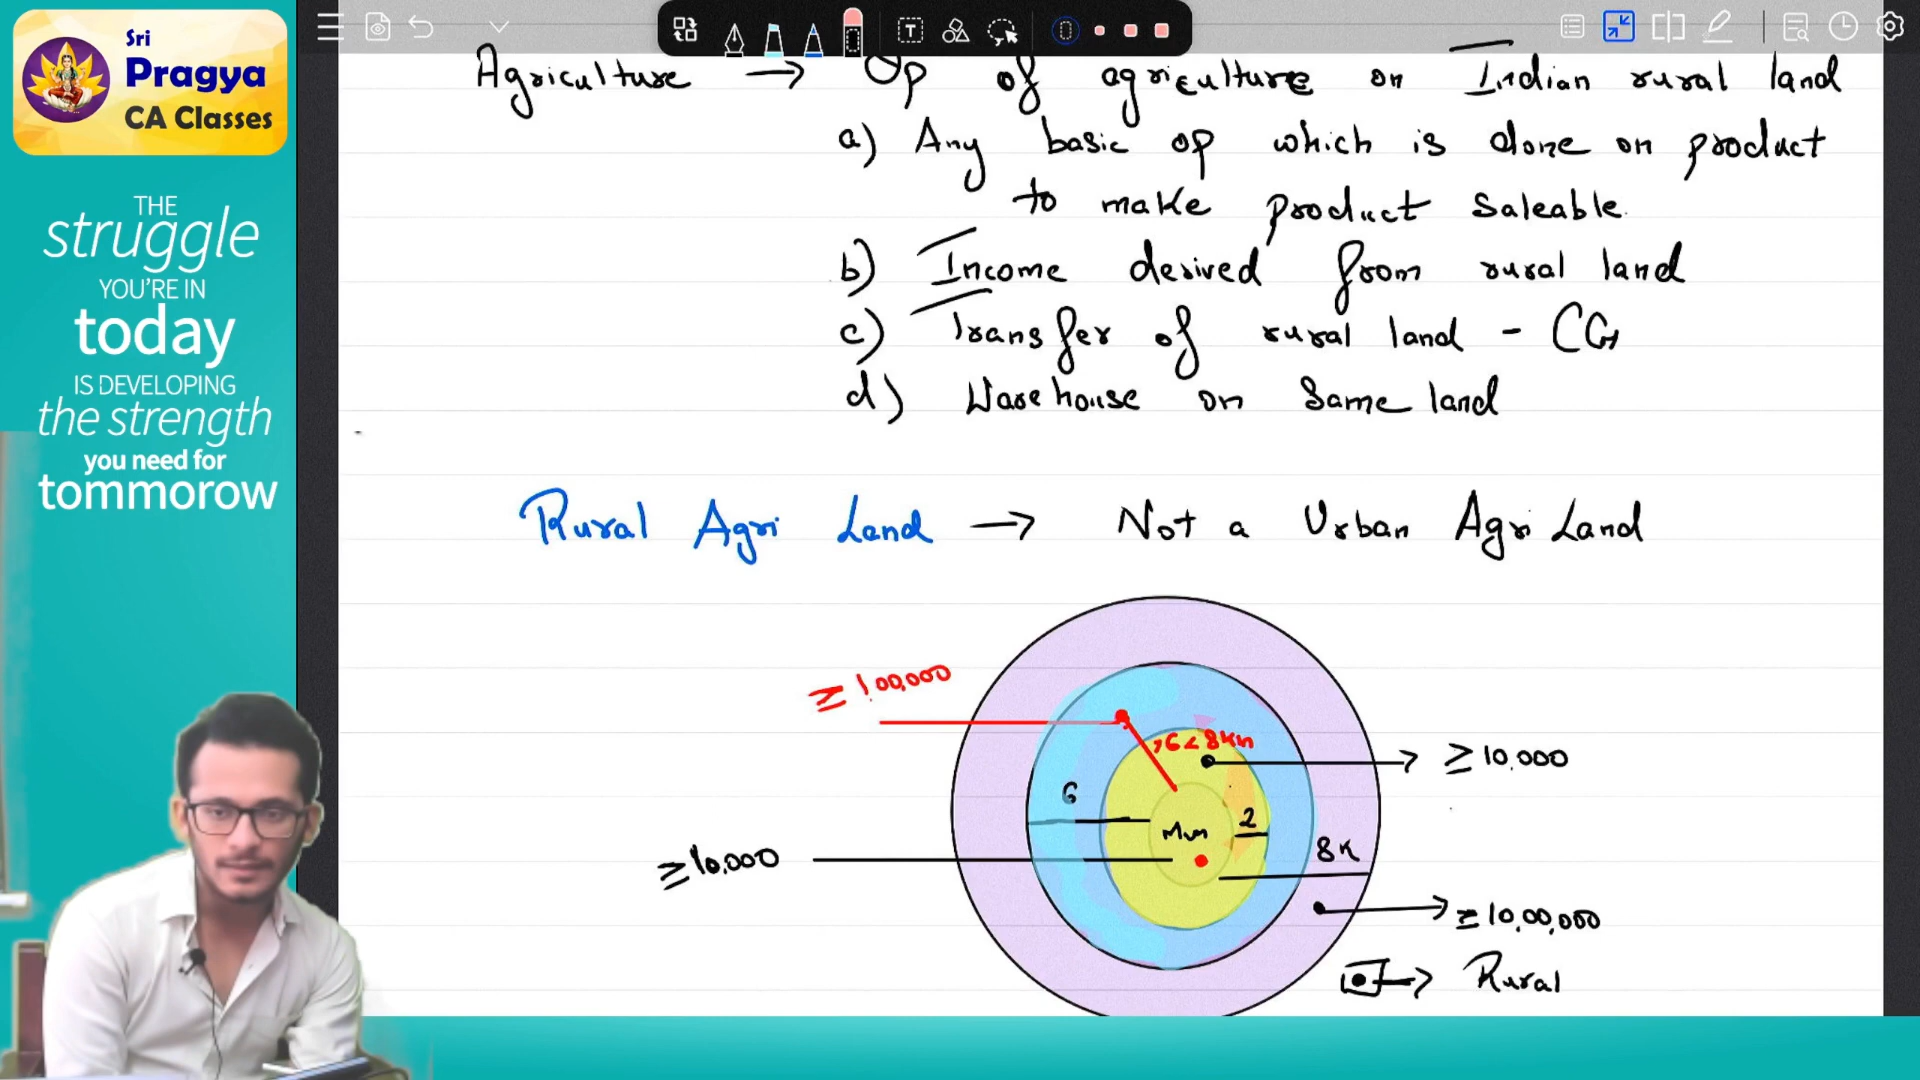 Sri
Pragya
CA Classes
THE
struggle
YOU'RE IN
today
IS DEVELOPING
the strength
you need for
tommorow
Agriculture → Op of agriculture on Indian rural land
a) Any basic op which is done on product
to make product saleable.
b) Income derived from rural land
c) Transfer of rural land - CG
d) Warehouse on same land
Rural Agri Land → Not a Urban Agri Land
≥ 1,00,000
>6<8km
≥ 10,000
6
Mun
2
8K
≥10,000
≥10,00,000
Rural